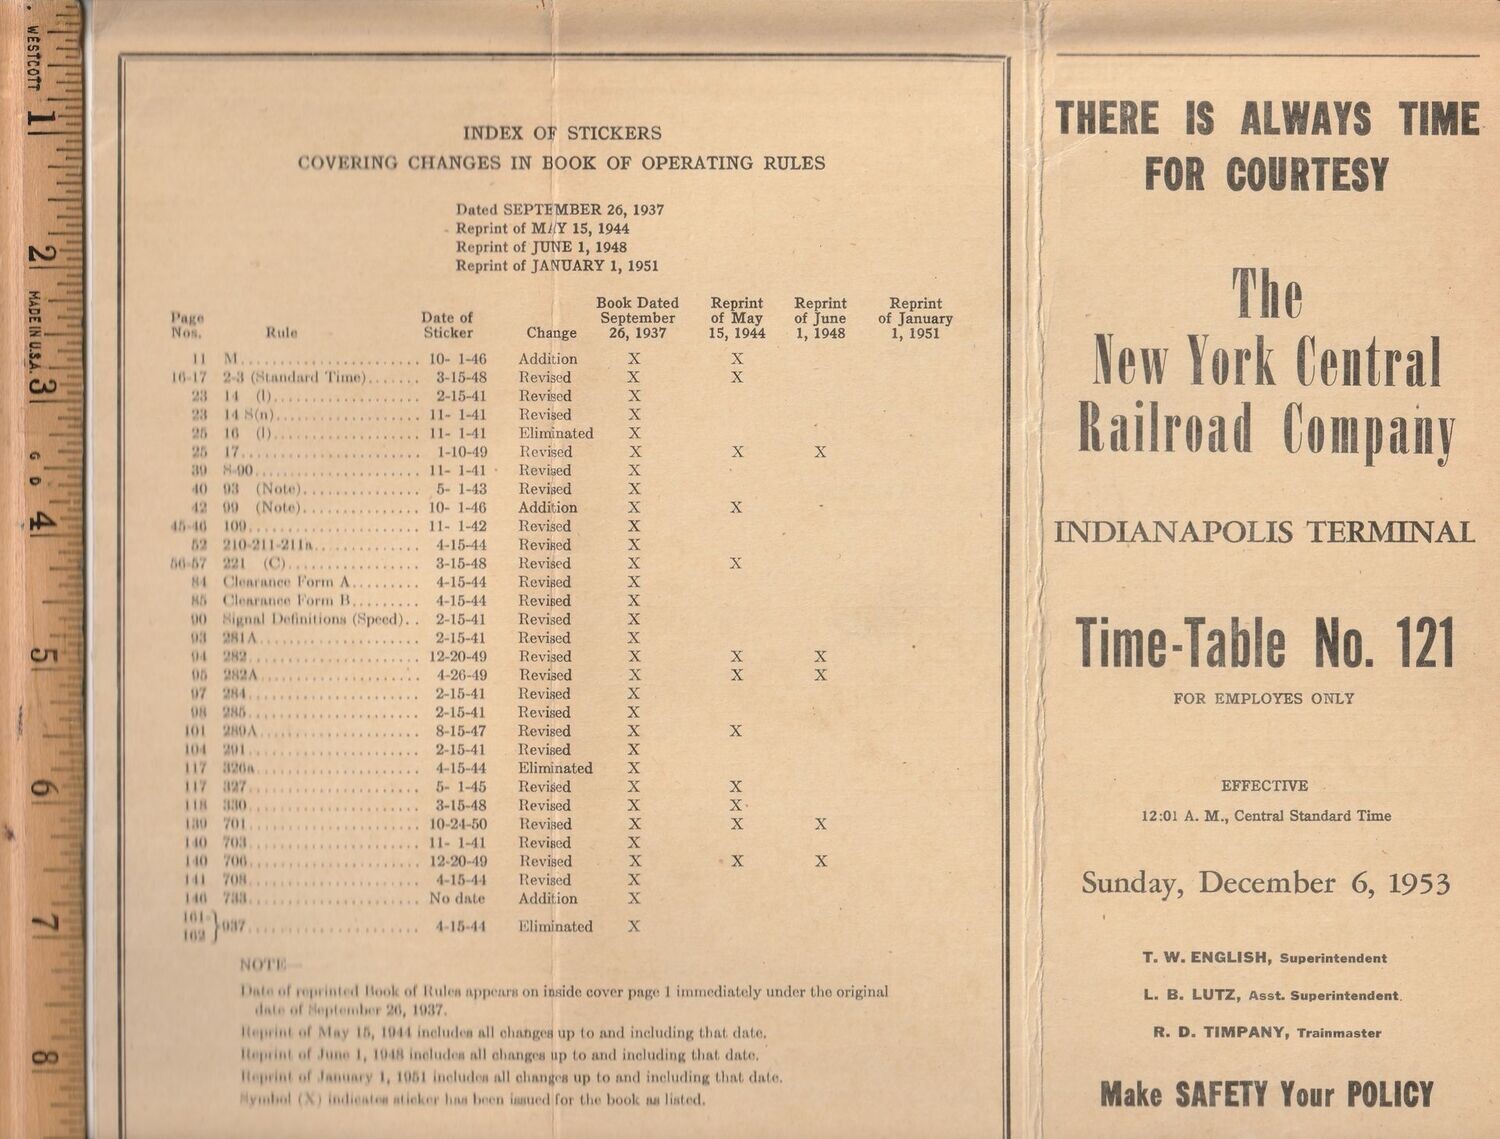 WESTCOTT
MADE IN U.S.A.
1
2
3
4
5
6
7
8
INDEX OF STICKERS
COVERING CHANGES IN BOOK OF OPERATING RULES
Dated SEPTEMBER 26, 1937
Reprint of MAY 15, 1944
Reprint of JUNE 1, 1948
Reprint of JANUARY 1, 1951
Page Nos. Rule Date of Sticker Change Book Dated September 26, 1937 Reprint of May 15, 1944 Reprint of June 1, 1948 Reprint of January 1, 1951
11 M 10- 1-46 Addition X X
16-17 2-3 (Standard Time) 3-15-48 Revised X X
23 14 (l) 2-15-41 Revised X
23 14 S(n) 11- 1-41 Revised X
25 16 (l) 11- 1-41 Eliminated X
25 17 1-10-49 Revised X X X
39 S-90 11- 1-41 Revised X
40 93 (Note) 5- 1-43 Revised X
42 99 (Note) 10- 1-46 Addition X X
45-46 109 11- 1-42 Revised X
52 210-211-211a 4-15-44 Revised X
56-57 221 (C) 3-15-48 Revised X X
84 Clearance Form A 4-15-44 Revised X
85 Clearance Form B 4-15-44 Revised X
90 Signal Definitions (Speed) 2-15-41 Revised X
93 281A 2-15-41 Revised X
94 282 12-20-49 Revised X X X
95 282A 4-26-49 Revised X X X
97 284 2-15-41 Revised X
98 285 2-15-41 Revised X
101 289A 8-15-47 Revised X X
104 291 2-15-41 Revised X
117 326a 4-15-44 Eliminated X
117 327 5- 1-45 Revised X X
118 330 3-15-48 Revised X X
139 701 10-24-50 Revised X X X
140 703 11- 1-41 Revised X
140 706 12-20-49 Revised X X X
141 708 4-15-44 Revised X
146 733 No date Addition X
161 162 } 937 4-15-44 Eliminated X
NOTE—
Date of reprinted Book of Rules appears on inside cover page 1 immediately under the original
date of September 26, 1937.
Reprint of May 15, 1944 includes all changes up to and including that date.
Reprint of June 1, 1948 includes all changes up to and including that date.
Reprint of January 1, 1951 includes all changes up to and including that date.
Symbol (X) indicates sticker has been issued for the book as listed.
THERE IS ALWAYS TIME
FOR COURTESY
The
New York Central
Railroad Company
INDIANAPOLIS TERMINAL
Time-Table No. 121
FOR EMPLOYES ONLY
EFFECTIVE
12:01 A. M., Central Standard Time
Sunday, December 6, 1953
T. W. ENGLISH, Superintendent
L. B. LUTZ, Asst. Superintendent
R. D. TIMPANY, Trainmaster
Make SAFETY Your POLICY